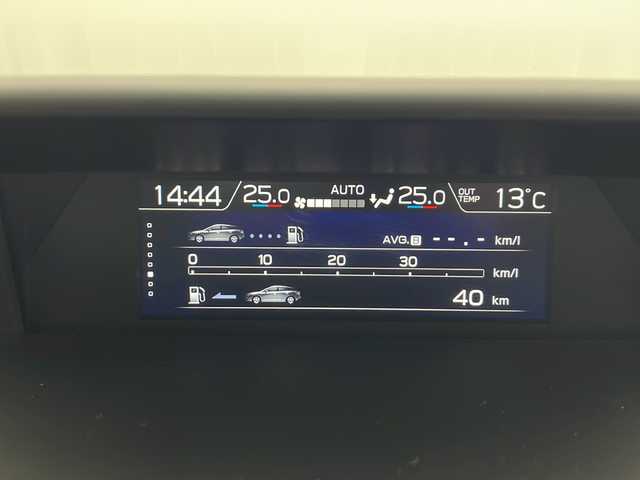 14:44 25.0 AUTO 25.0 OUT TEMP 13°C
AVG. B --.- km/l
0 10 20 30 km/l
40 km